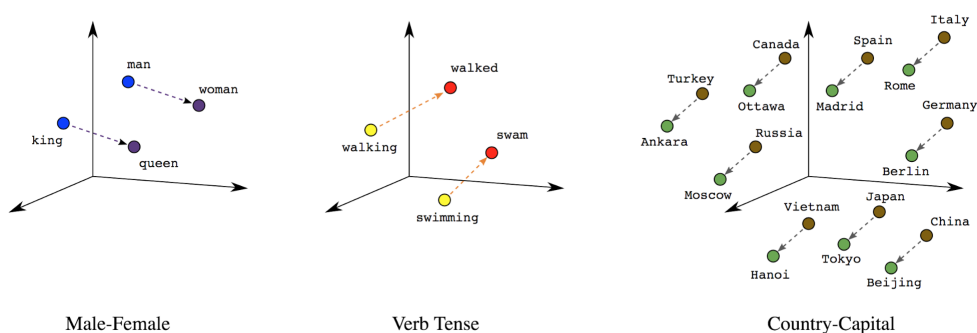 man
woman
king
queen
Male-Female
walked
walking
swam
swimming
Verb Tense
Italy
Canada
Spain
Rome
Turkey
Ottawa
Madrid
Germany
Ankara
Russia
Berlin
Moscow
Vietnam
Japan
China
Hanoi
Tokyo
Beijing
Country-Capital